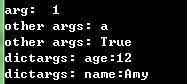 arg:  1
other args: a
other args: True
dictargs: age:12
dictargs: name:Amy